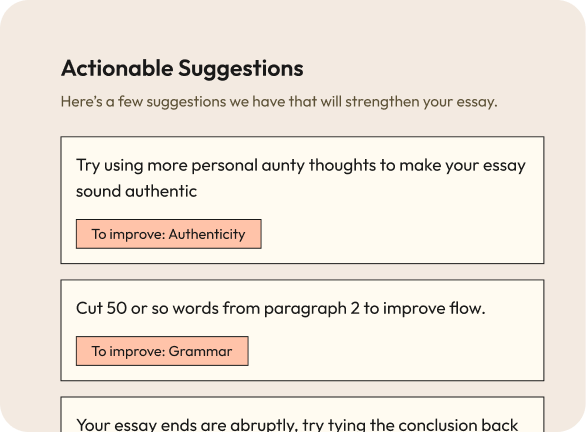 Actionable Suggestions
Here's a few suggestions we have that will strengthen your essay.
Try using more personal aunty thoughts to make your essay
sound authentic
To improve: Authenticity
Cut 50 or so words from paragraph 2 to improve flow.
To improve: Grammar
Your essay ends are abruptly, try tying the conclusion back